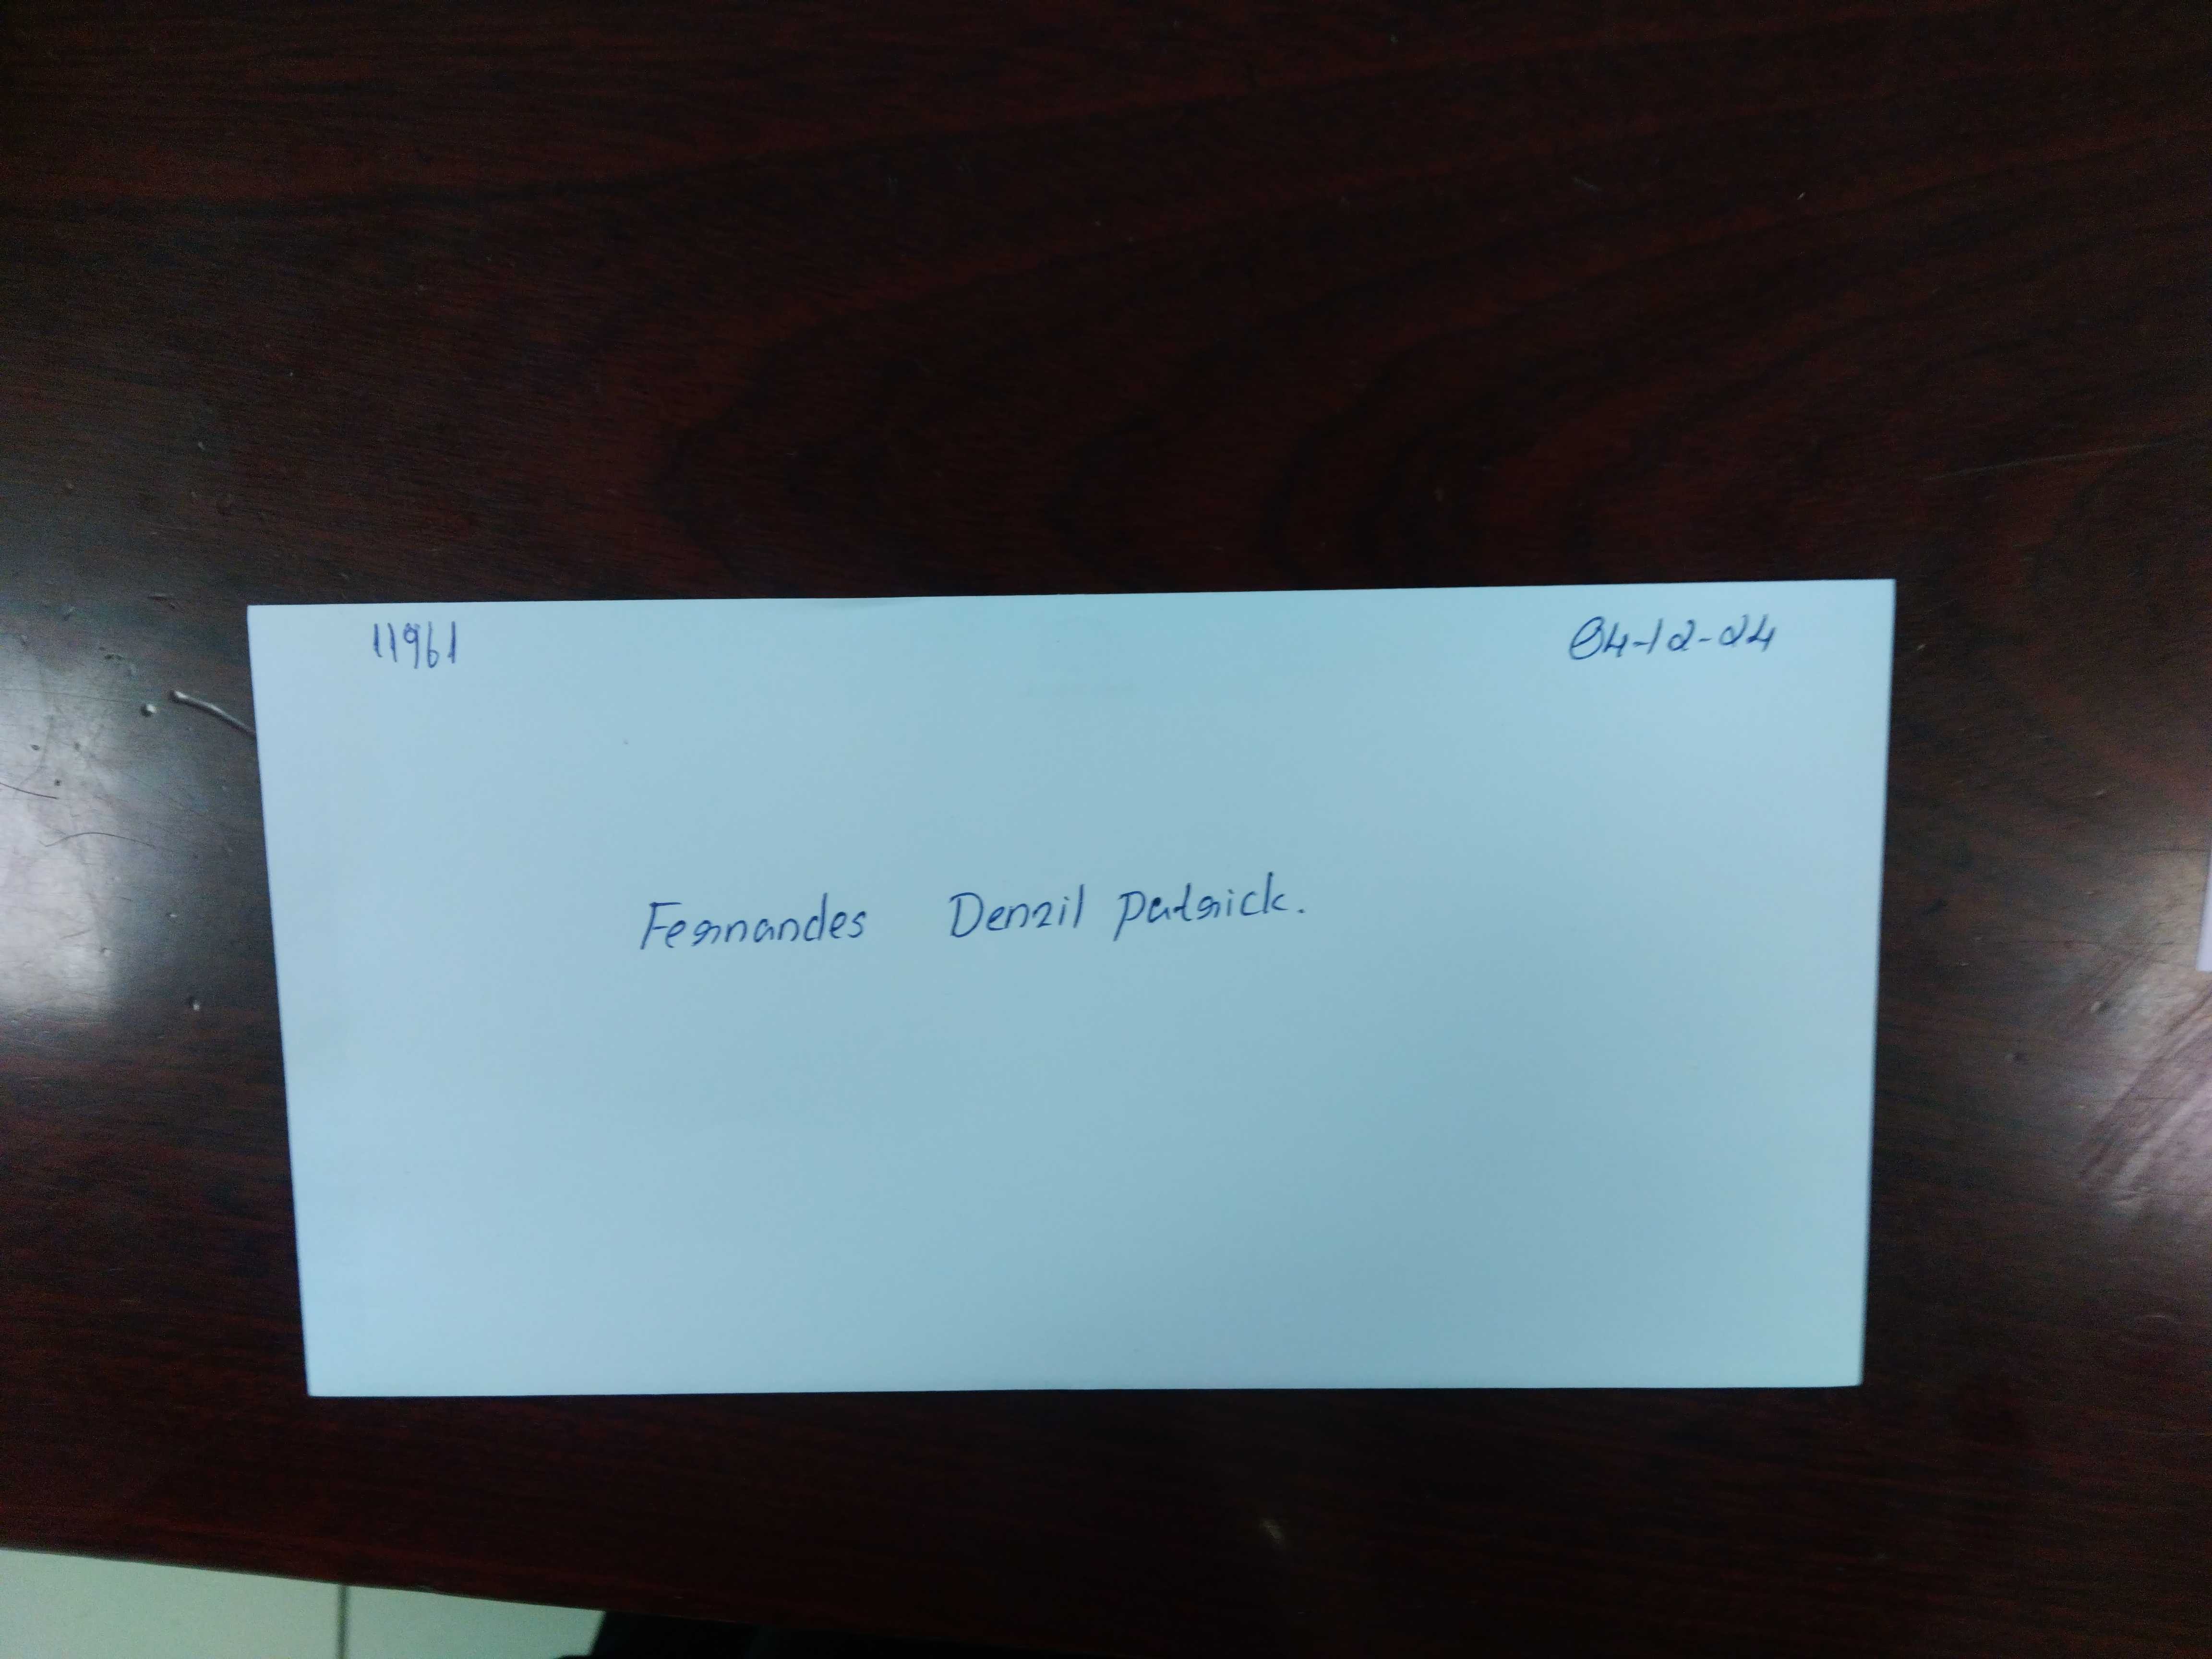 11961 04-12-24
Fernandes Denzil Patrick.